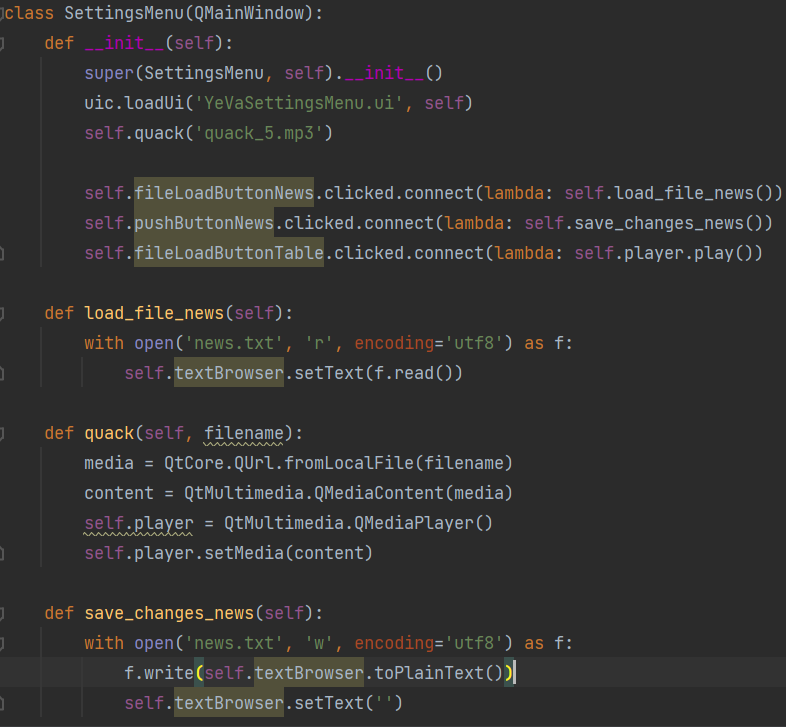 class SettingsMenu(QMainWindow):
    def __init__(self):
        super(SettingsMenu, self).__init__()
        uic.loadUi('YeVaSettingsMenu.ui', self)
        self.quack('quack_5.mp3')

        self.fileLoadButtonNews.clicked.connect(lambda: self.load_file_news())
        self.pushButtonNews.clicked.connect(lambda: self.save_changes_news())
        self.fileLoadButtonTable.clicked.connect(lambda: self.player.play())

    def load_file_news(self):
        with open('news.txt', 'r', encoding='utf8') as f:
            self.textBrowser.setText(f.read())

    def quack(self, filename):
        media = QtCore.QUrl.fromLocalFile(filename)
        content = QtMultimedia.QMediaContent(media)
        self.player = QtMultimedia.QMediaPlayer()
        self.player.setMedia(content)

    def save_changes_news(self):
        with open('news.txt', 'w', encoding='utf8') as f:
            f.write(self.textBrowser.toPlainText())
            self.textBrowser.setText('')